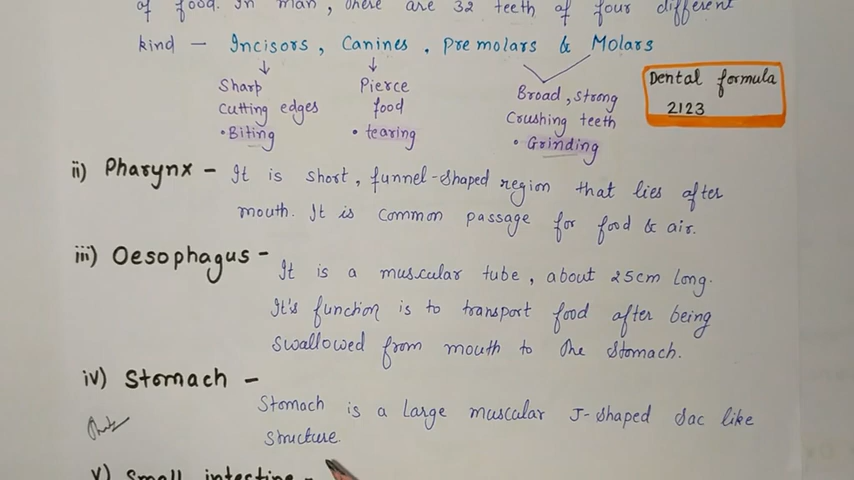 of food. In man, there are 32 teeth of four different
kind – Incisors, Canines, Premolars & Molars
Sharp
Cutting edges
• Biting
Pierce
food
• tearing
Broad, strong
Crushing teeth
• Grinding
Dental formula
2123
ii) Pharynx – It is short, funnel-shaped region that lies after
mouth. It is common passage for food & air.
iii) Oesophagus –
It is a muscular tube, about 25cm long.
It's function is to transport food after being
swallowed from mouth to the stomach.
iv) Stomach –
Stomach is a large muscular J-shaped sac like
structure.
v) Small intestine –